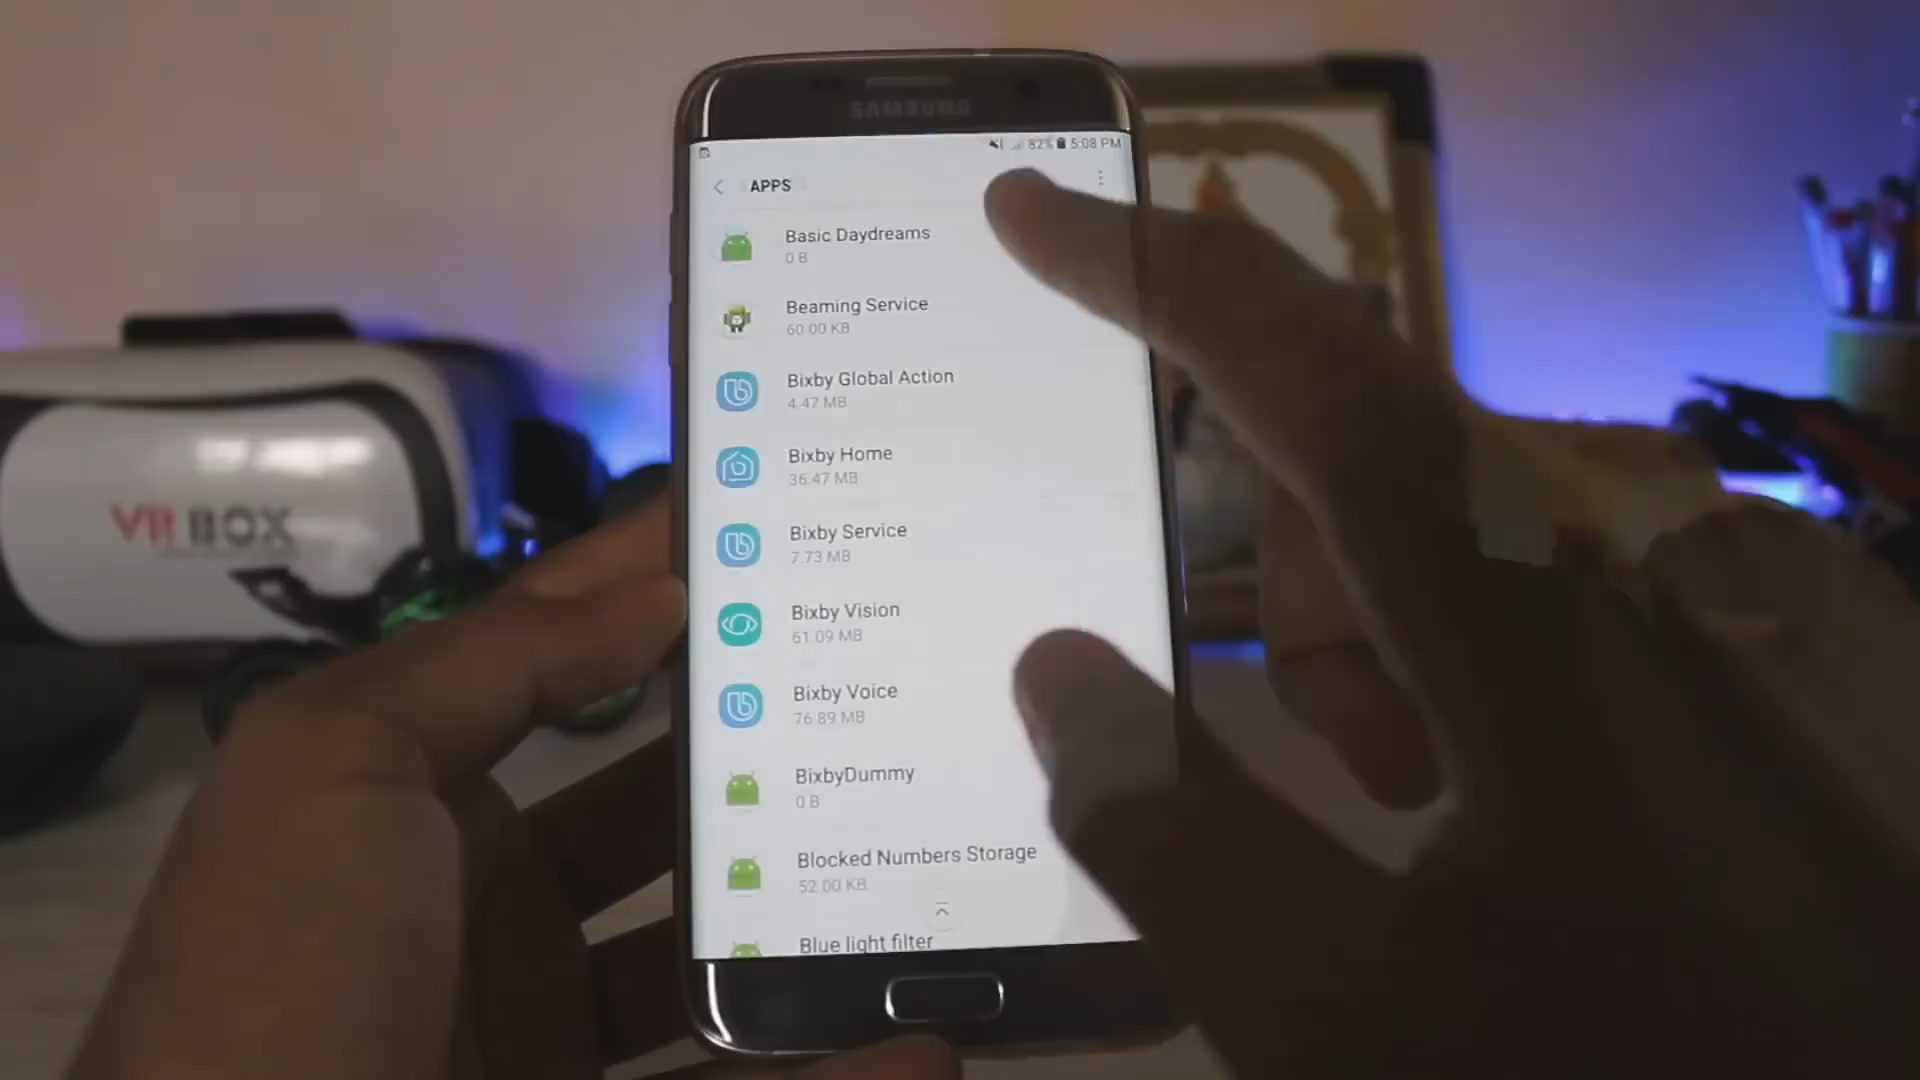 SAMSUNG
82% 5:08 PM
APPS
Basic Daydreams
0 B
Beaming Service
60.00 KB
Bixby Global Action
4.47 MB
Bixby Home
36.47 MB
Bixby Service
7.73 MB
Bixby Vision
61.09 MB
Bixby Voice
76.89 MB
BixbyDummy
0 B
Blocked Numbers Storage
52.00 KB
Blue light filter
VR BOX